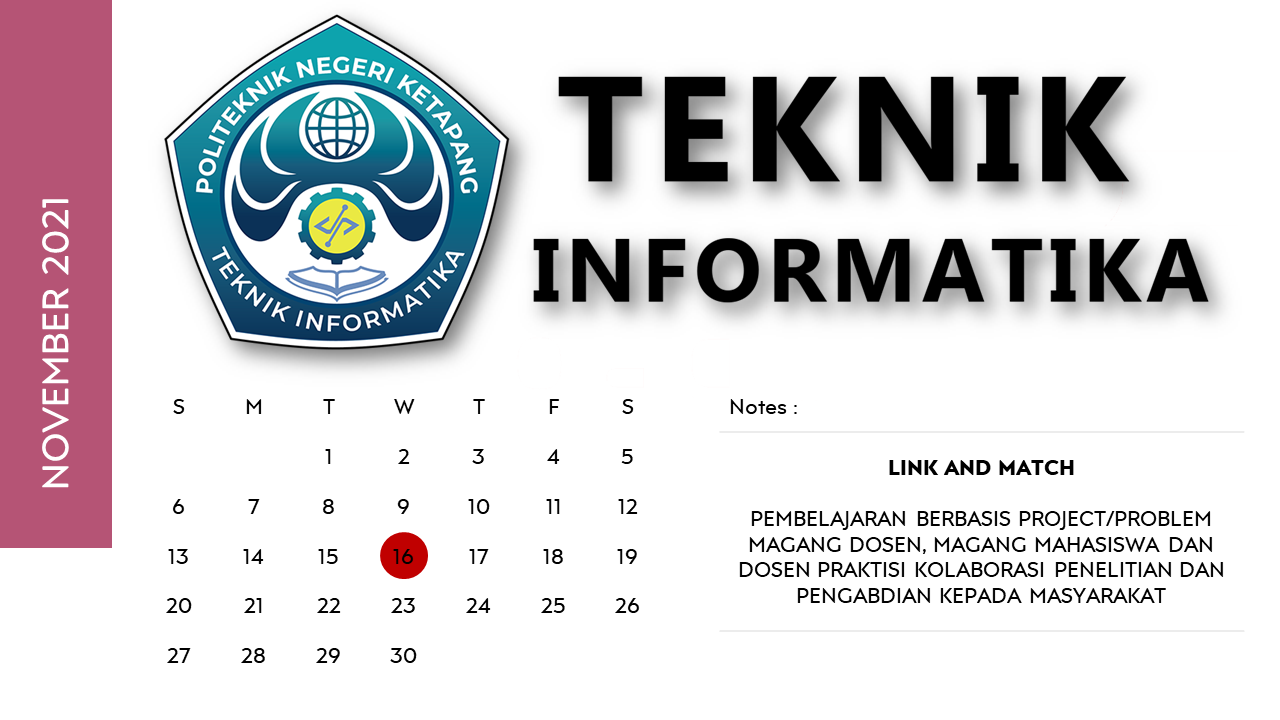 NOVEMBER 2021
POLITEKNIK NEGERI KETAPANG
TEKNIK INFORMATIKA
TEKNIK
INFORMATIKA
S M T W T F S
1 2 3 4 5
6 7 8 9 10 11 12
13 14 15 16 17 18 19
20 21 22 23 24 25 26
27 28 29 30
Notes :
LINK AND MATCH
PEMBELAJARAN BERBASIS PROJECT/PROBLEM
MAGANG DOSEN, MAGANG MAHASISWA DAN
DOSEN PRAKTISI KOLABORASI PENELITIAN DAN
PENGABDIAN KEPADA MASYARAKAT